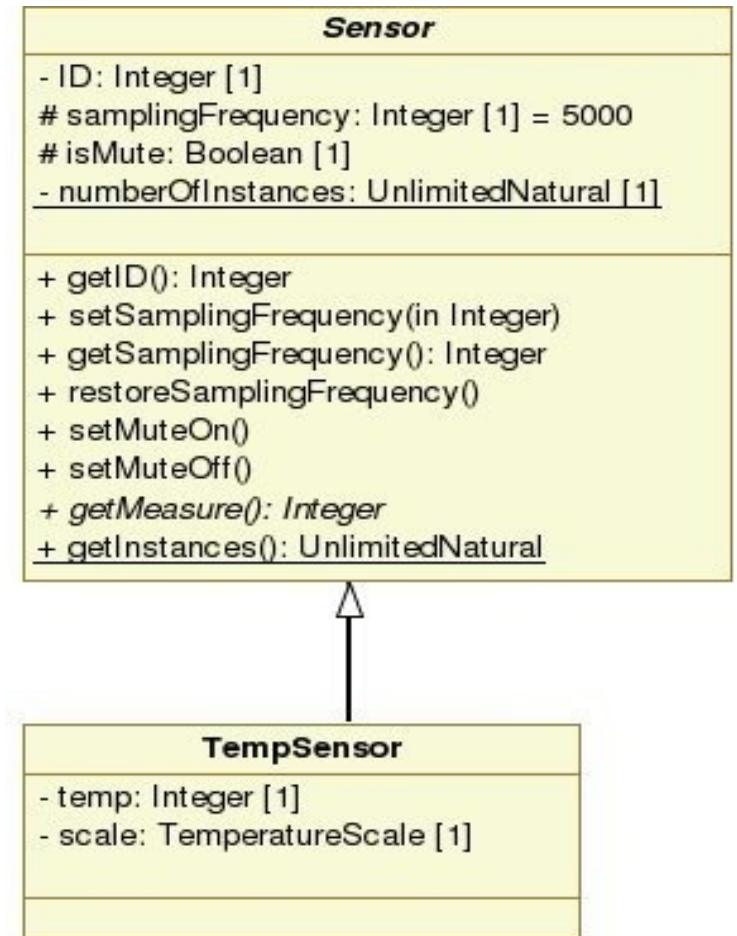 Sensor
- ID: Integer [1]
# samplingFrequency: Integer [1] = 5000
# isMute: Boolean [1]
- numberOfInstances: UnlimitedNatural [1]
+ getID(): Integer
+ setSamplingFrequency(in Integer)
+ getSamplingFrequency(): Integer
+ restoreSamplingFrequency()
+ setMuteOn()
+ setMuteOff()
+ getMeasure(): Integer
+ getInstances(): UnlimitedNatural
TempSensor
- temp: Integer [1]
- scale: TemperatureScale [1]